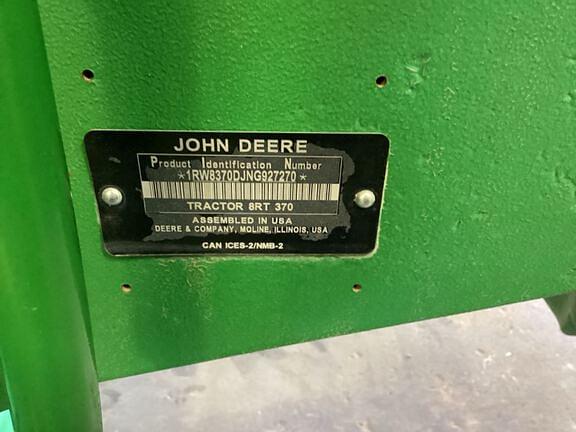 JOHN DEERE
Product Identification Number
*1RW8370DJNG927270*
TRACTOR 8RT 370
ASSEMBLED IN USA
DEERE & COMPANY, MOLINE, ILLINOIS, USA
CAN ICES-2/NMB-2